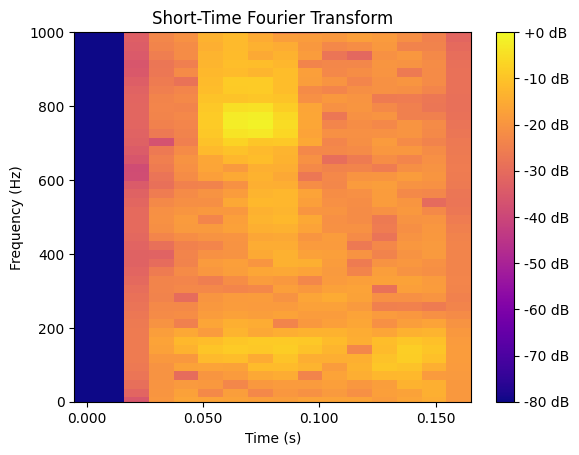 Short-Time Fourier Transform
Frequency (Hz)
1000
800
600
400
200
0
0.000
0.050
0.100
0.150
Time (s)
+0 dB
-10 dB
-20 dB
-30 dB
-40 dB
-50 dB
-60 dB
-70 dB
-80 dB